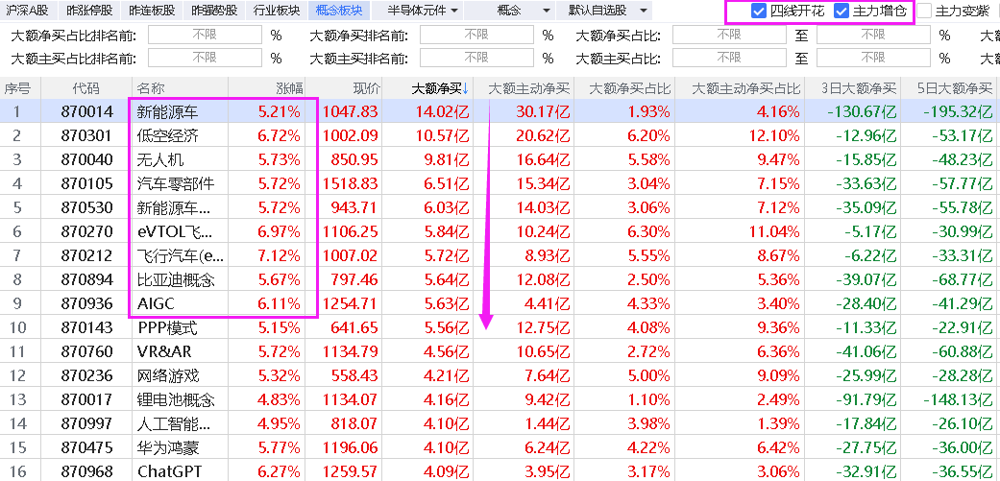 沪深A股 昨涨停股 昨连板股 昨强势股 行业板块 概念板块 半导体元件 概念 默认自选股 四线开花 主力增仓 主力变紫
大额净买占比排名前: 不限 % 大额净买排名前: 不限 % 大额净买占比: 不限 至 不限 % 大额
大额主买占比排名前: 不限 % 大额主买排名前: 不限 % 大额主买占比: 不限 至 不限 % 大额
序号 代码 名称 涨幅 现价 大额净买↓ 大额主动净买 大额净买占比 大额主动净买占比 3日大额净买 5日大额净买
1 870014 新能源车 5.21% 1047.83 14.02亿 30.17亿 1.93% 4.16% -130.67亿 -195.32亿
2 870301 低空经济 6.72% 1002.09 10.57亿 20.62亿 6.20% 12.10% -12.96亿 -53.17亿
3 870040 无人机 5.73% 850.95 9.81亿 16.64亿 5.58% 9.47% -15.85亿 -48.23亿
4 870105 汽车零部件 5.72% 1518.83 6.51亿 15.34亿 3.04% 7.15% -33.63亿 -57.77亿
5 870530 新能源车... 5.72% 943.71 6.03亿 14.03亿 3.06% 7.12% -35.09亿 -55.78亿
6 870270 eVTOL飞... 6.97% 1106.25 5.84亿 10.24亿 6.30% 11.04% -5.17亿 -30.99亿
7 870212 飞行汽车(e... 7.12% 1007.02 5.72亿 8.93亿 5.55% 8.67% -6.22亿 -33.31亿
8 870894 比亚迪概念 5.67% 797.46 5.64亿 12.08亿 2.50% 5.36% -39.07亿 -68.77亿
9 870936 AIGC 6.11% 1254.71 5.63亿 4.41亿 4.33% 3.40% -28.40亿 -41.29亿
10 870143 PPP模式 5.15% 641.65 5.56亿 12.75亿 4.08% 9.36% -11.33亿 -22.91亿
11 870760 VR&AR 5.72% 1134.79 4.56亿 10.65亿 2.72% 6.36% -41.06亿 -60.88亿
12 870236 网络游戏 5.32% 558.43 4.21亿 7.64亿 5.00% 9.09% -25.99亿 -28.28亿
13 870017 锂电池概念 4.83% 1134.07 4.16亿 9.42亿 1.10% 2.49% -91.79亿 -148.13亿
14 870997 人工智能... 4.95% 818.07 4.10亿 1.44亿 3.98% 1.39% -17.84亿 -26.10亿
15 870475 华为鸿蒙 5.77% 1196.06 4.10亿 6.24亿 4.22% 6.42% -27.75亿 -36.00亿
16 870968 ChatGPT 6.27% 1259.57 4.09亿 3.95亿 3.17% 3.06% -32.91亿 -36.55亿